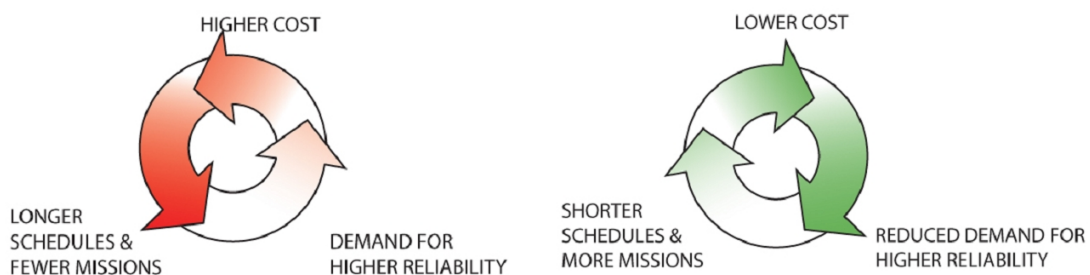 HIGHER COST
LONGER
SCHEDULES &
FEWER MISSIONS
DEMAND FOR
HIGHER RELIABILITY
LOWER COST
SHORTER
SCHEDULES &
MORE MISSIONS
REDUCED DEMAND FOR
HIGHER RELIABILITY